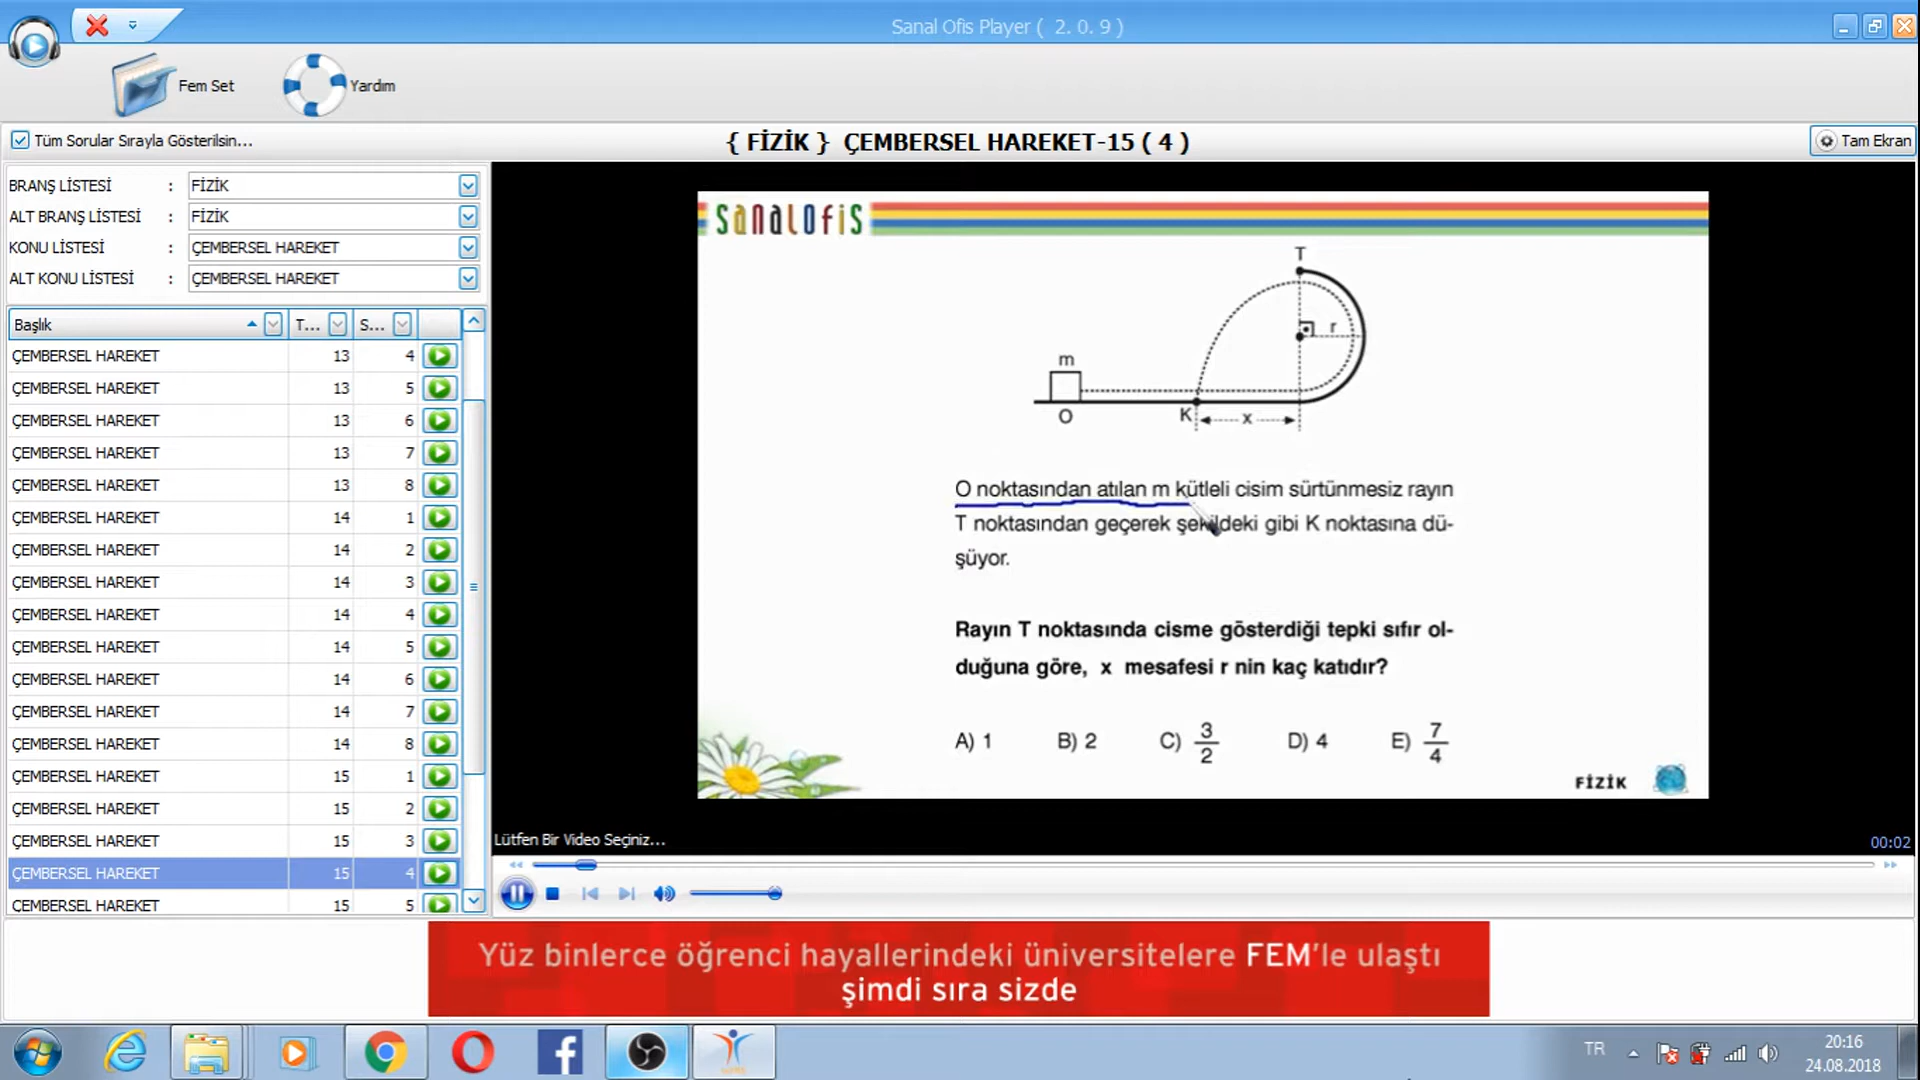 Sanal Ofis Player ( 2. 0. 9 )
Fem Set
Yardım
Tüm Sorular Sırayla Gösterilsin...
{ FİZİK } ÇEMBERSEL HAREKET-15 ( 4 )
Tam Ekran
BRANŞ LİSTESİ : FİZİK
ALT BRANŞ LİSTESİ : FİZİK
KONU LİSTESİ : ÇEMBERSEL HAREKET
ALT KONU LİSTESİ : ÇEMBERSEL HAREKET
Başlık T... S...
ÇEMBERSEL HAREKET 13 4
ÇEMBERSEL HAREKET 13 5
ÇEMBERSEL HAREKET 13 6
ÇEMBERSEL HAREKET 13 7
ÇEMBERSEL HAREKET 13 8
ÇEMBERSEL HAREKET 14 1
ÇEMBERSEL HAREKET 14 2
ÇEMBERSEL HAREKET 14 3
ÇEMBERSEL HAREKET 14 4
ÇEMBERSEL HAREKET 14 5
ÇEMBERSEL HAREKET 14 6
ÇEMBERSEL HAREKET 14 7
ÇEMBERSEL HAREKET 14 8
ÇEMBERSEL HAREKET 15 1
ÇEMBERSEL HAREKET 15 2
ÇEMBERSEL HAREKET 15 3
ÇEMBERSEL HAREKET 15 4
ÇEMBERSEL HAREKET 15 5
SANALOFİS
T
r
m
O
K
x
O noktasından atılan m kütleli cisim sürtünmesiz rayın
T noktasından geçerek şekildeki gibi K noktasına dü-
şüyor.
Rayın T noktasında cisme gösterdiği tepki sıfır ol-
duğuna göre, x mesafesi r nin kaç katıdır?
A) 1 B) 2 C) 3/2 D) 4 E) 7/4
FİZİK
Lütfen Bir Video Seçiniz...
00:02
Yüz binlerce öğrenci hayallerindeki üniversitelere FEM'le ulaştı
şimdi sıra sizde
TR
20:16
24.08.2018